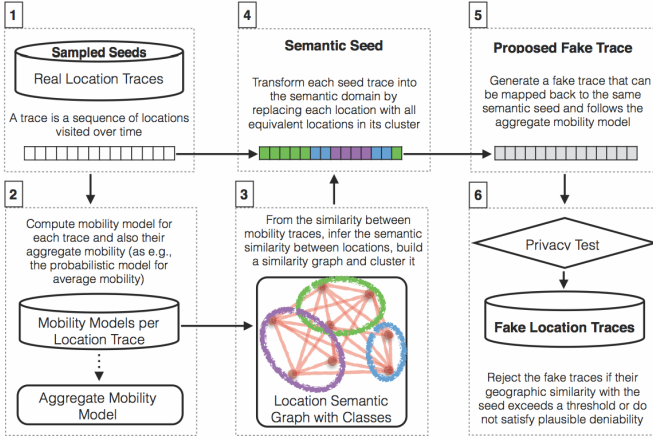 1
Sampled Seeds
Real Location Traces
A trace is a sequence of locations
visited over time
4
Semantic Seed
Transform each seed trace into
the semantic domain by
replacing each location with all
equivalent locations in its cluster
5
Proposed Fake Trace
Generate a fake trace that can
be mapped back to the same
semantic seed and follows the
aggregate mobility model
2
Compute mobility model for
each trace and also their
aggregate mobility (as e.g.,
the probabilistic model for
average mobility)
Mobility Models per
Location Trace
Aggregate Mobility
Model
3
From the similarity between
mobility traces, infer the semantic
similarity between locations, build
a similarity graph and cluster it
Location Semantic
Graph with Classes
6
Privacy Test
Fake Location Traces
Reject the fake traces if their
geographic similarity with the
seed exceeds a threshold or do
not satisfy plausible deniability